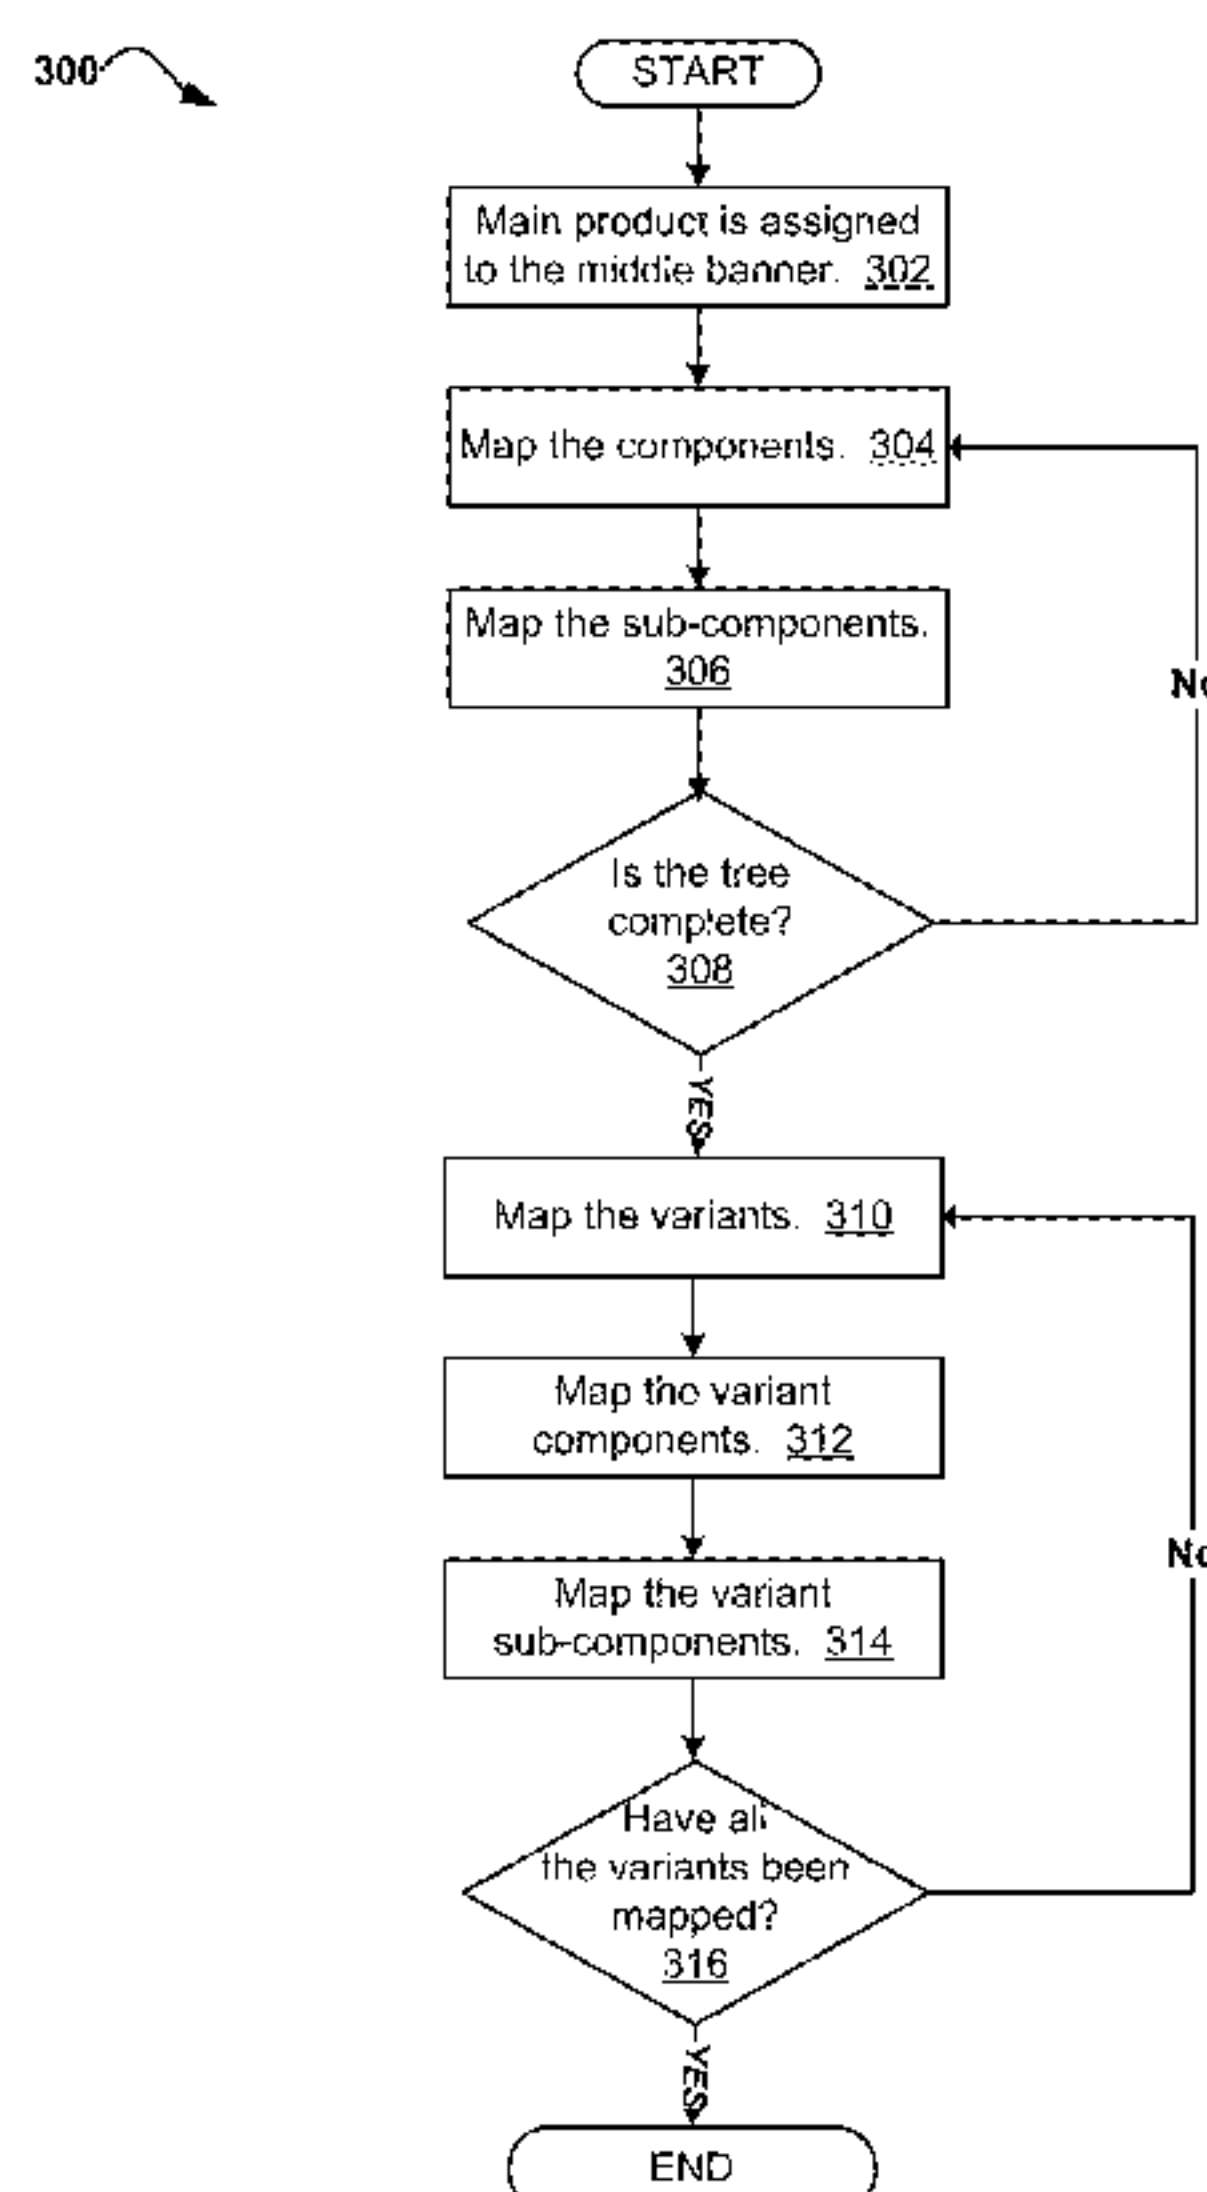 300
START
Main product is assigned
to the middle banner. 302
Map the components. 304
Map the sub-components.
306
No
Is the tree
complete?
308
YES
Map the variants. 310
Map the variant
components. 312
No
Map the variant
sub-components. 314
Have all
the variants been
mapped?
316
YES
END